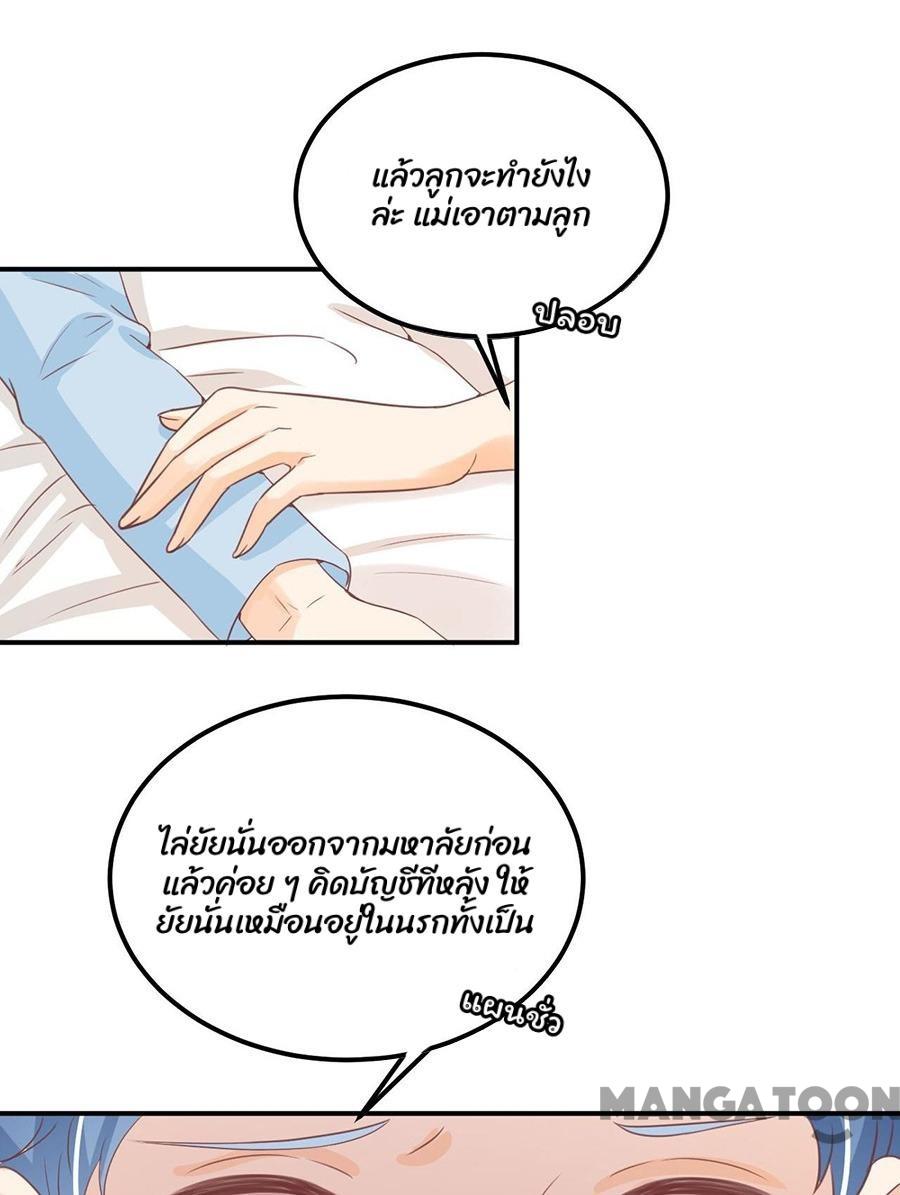 แล้วลูกจะทำยังไง
ล่ะ แม่เอาตามลูก
ปลอบ
ไล่ยัยนั่นออกจากมหาลัยก่อน
แล้วค่อย ๆ คิดบัญชีทีหลัง ให้
ยัยนั่นเหมือนอยู่ในนรกทั้งเป็น
แผนชั่ว
MANGATOON